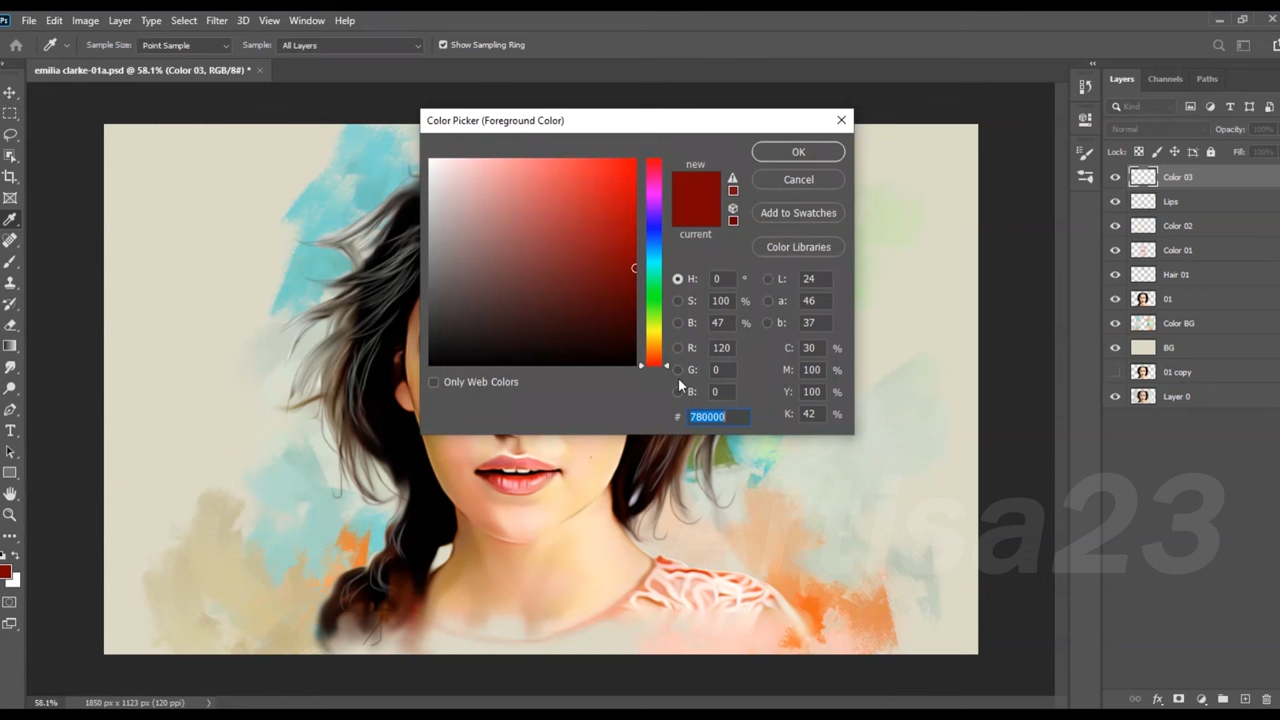 Ps File Edit Image Layer Type Select Filter 3D View Window Help
Sample Size: Point Sample Sample: All Layers Show Sampling Ring
emilia clarke-01a.psd @ 58.1% (Color 03, RGB/8#) * ×
Color Picker (Foreground Color)
new
current
OK
Cancel
Add to Swatches
Color Libraries
H: 0 ° L: 24
S: 100 % a: 46
B: 47 % b: 37
R: 120 C: 30 %
G: 0 M: 100 %
B: 0 Y: 100 %
# 780000 K: 42 %
Only Web Colors
Layers Channels Paths
Kind
Normal Opacity: 100%
Lock: Fill: 100%
Color 03
Lips
Color 02
Color 01
Hair 01
01
Color BG
BG
01 copy
Layer 0
isa23
58.1% 1850 px x 1123 px (120 ppi)